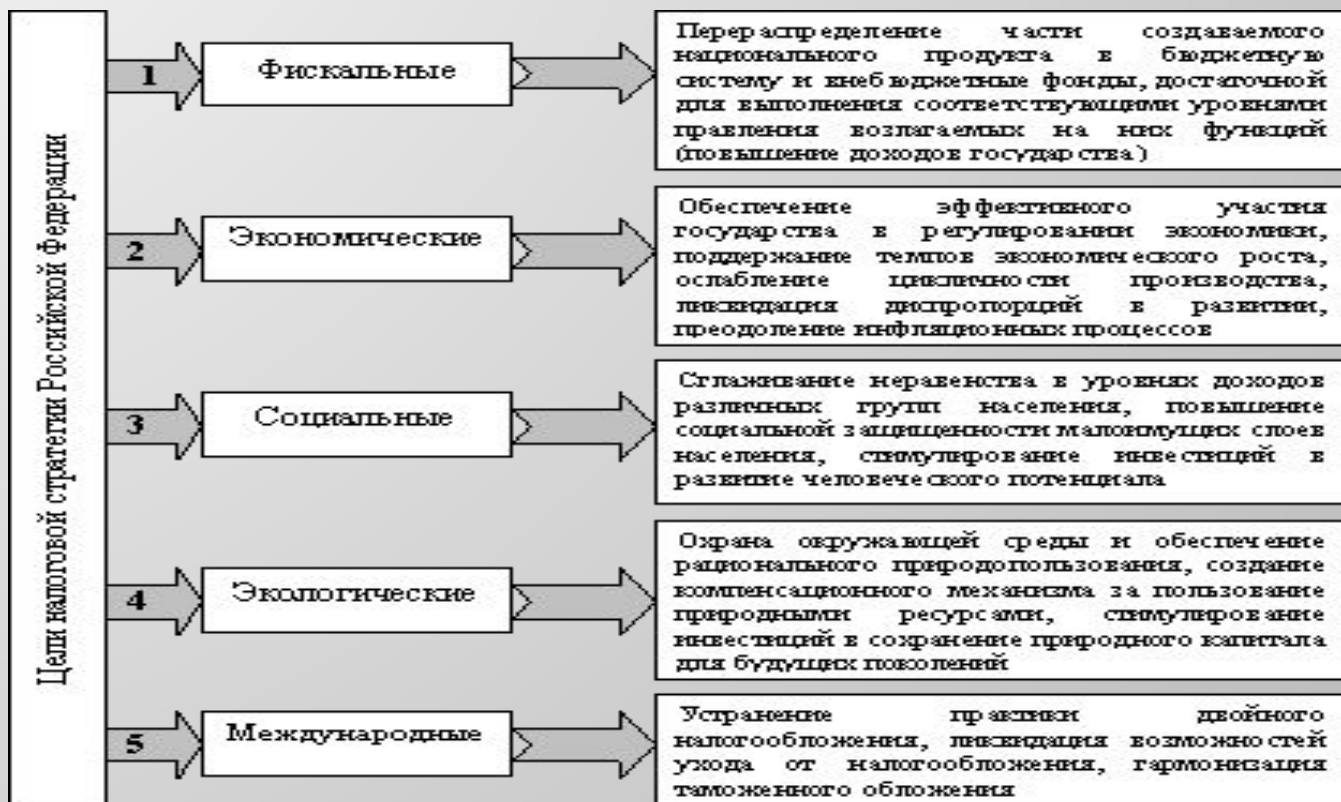 Цели налоговой стратегии Российской Федерации
1
Фискальные
Перераспределение части создаваемого
национального продукта в бюджетную
систему и внебюджетные фонды, достаточной
для выполнения соответствующими уровнями
правления возлагаемых на них функций
(повышение доходов государства)
2
Экономические
Обеспечение эффективного участия
государства в регулировании экономики,
поддержание темпов экономического роста,
ослабление цикличности производства,
ликвидация диспропорций в развитии,
преодоление инфляционных процессов
3
Социальные
Сглаживание неравенства в уровнях доходов
различных групп населения, повышение
социальной защищенности малоимущих слоев
населения, стимулирование инвестиций в
развитие человеческого потенциала
4
Экологические
Охрана окружающей среды и обеспечение
рационального природопользования, создание
компенсационного механизма за пользование
природными ресурсами, стимулирование
инвестиций в сохранение природного капитала
для будущих поколений
5
Международные
Устранение практики двойного
налогообложения, ликвидация возможностей
ухода от налогообложения, гармонизация
таможенного обложения